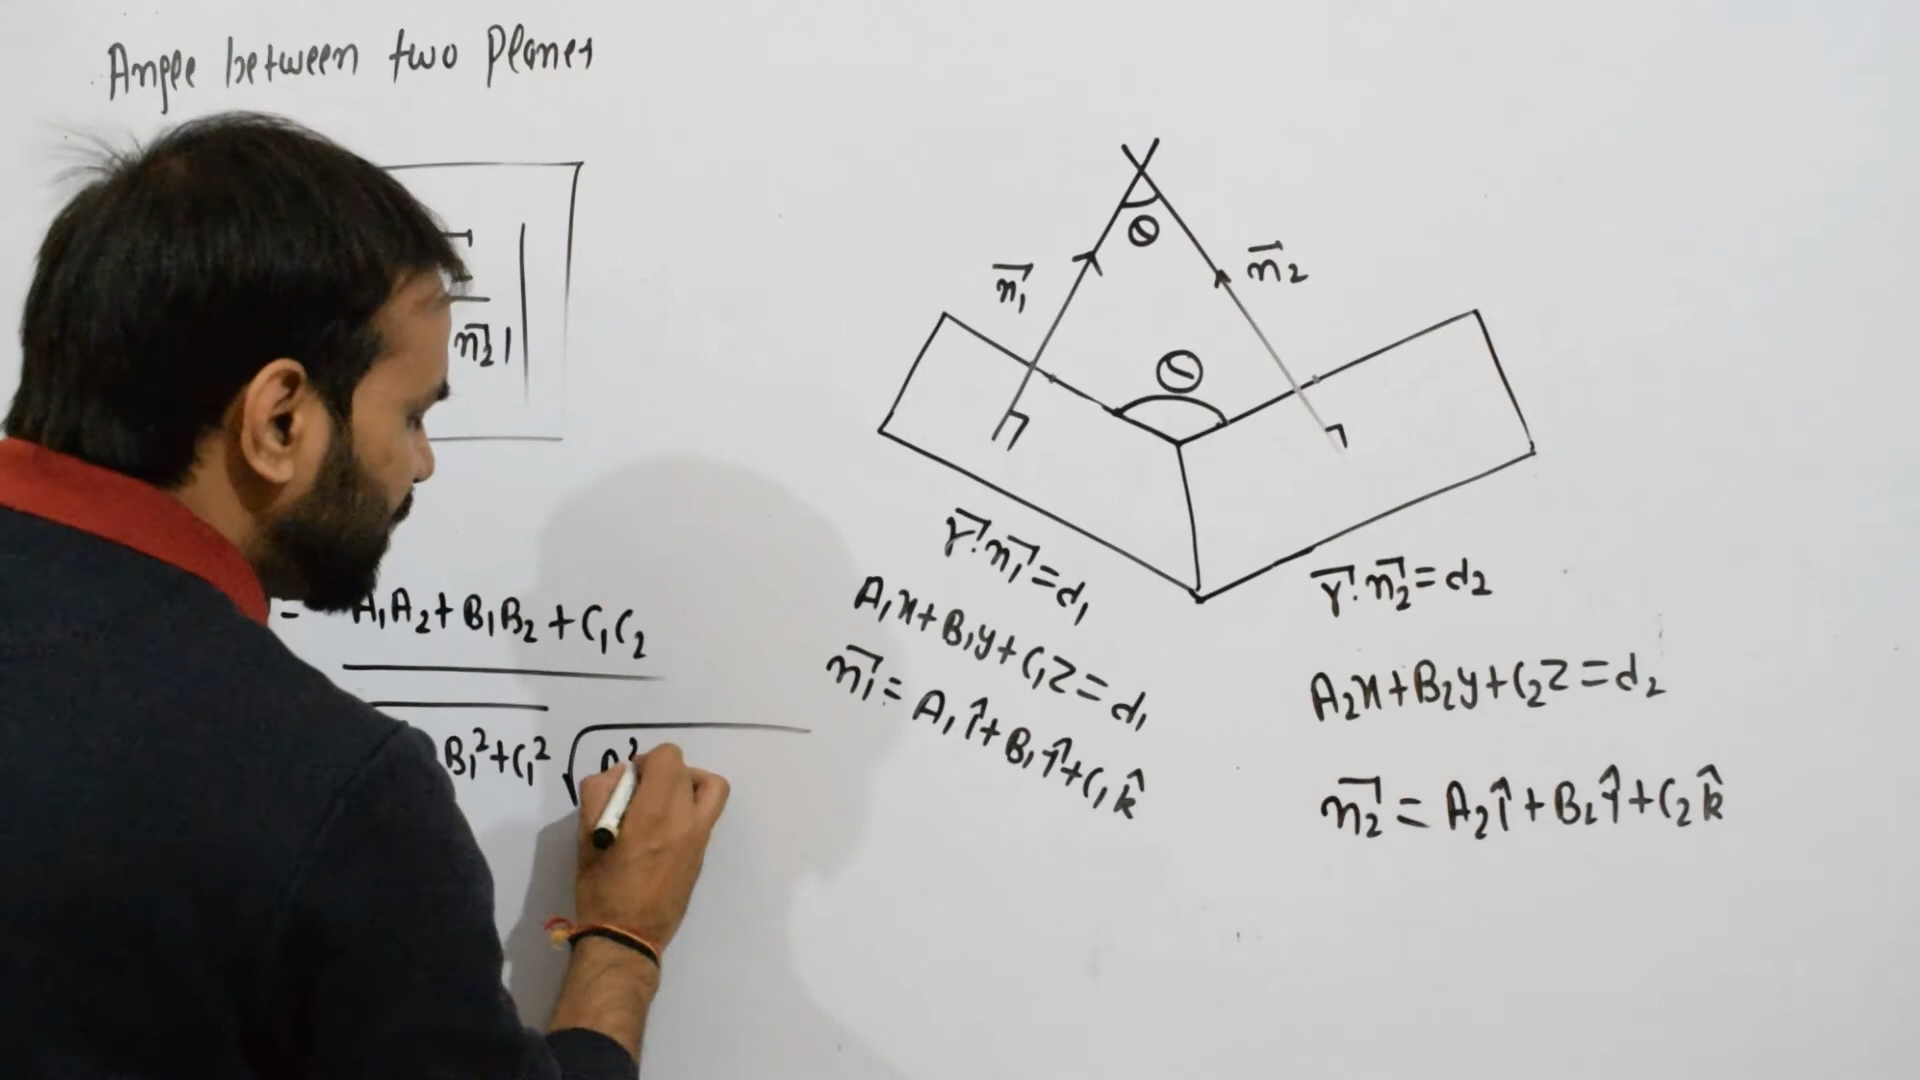 Angle between two Planes
n⃗2|
= A₁A₂ + B₁B₂ + C₁C₂
B₁² + C₁² √
θ
n⃗₁
n⃗₂
θ
r⃗.n⃗₁ = d₁
A₁x + B₁y + C₁z = d₁
n⃗₁ = A₁î + B₁ĵ + C₁k̂
r⃗.n⃗₂ = d₂
A₂x + B₂y + C₂z = d₂
n⃗₂ = A₂î + B₂ĵ + C₂k̂